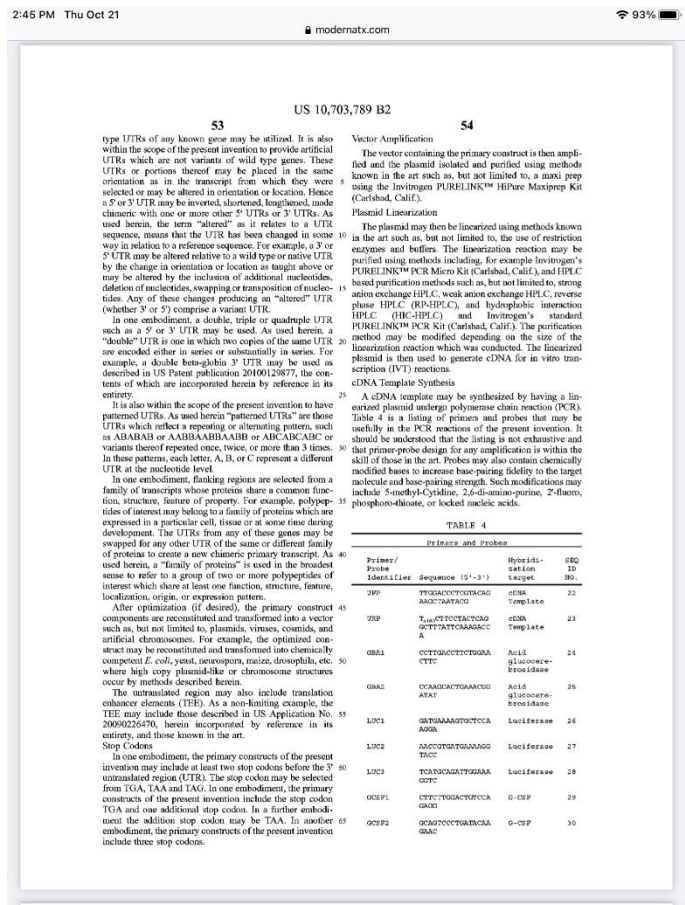 2:45 PM Thu Oct 21
93%
modernatx.com
US 10,703,789 B2
53
type UTRs of any known gene may be utilized. It is also
within the scope of the present invention to provide artificial
UTRs which are not variants of wild type genes. These
UTRs or portions thereof may be placed in the same
orientation as in the transcript from which they were 5
selected or may be altered in orientation or location. Hence
a 5' or 3' UTR may be inverted, shortened, lengthened, made
chimeric with one or more other 5' UTRs or 3' UTRs. As
used herein, the term "altered" as it relates to a UTR
sequence, means that the UTR has been changed in some 10
way in relation to a reference sequence. For example, a 3' or
5' UTR may be altered relative to a wild type or native UTR
by the change in orientation or location as taught above or
may be altered by the inclusion of additional nucleotides,
deletion of nucleotides, swapping or transposition of nucleo- 15
tides. Any of these changes producing an "altered" UTR
(whether 3' or 5') comprise a variant UTR.
In one embodiment, a double, triple or quadruple UTR
such as a 5' or 3' UTR may be used. As used herein, a
"double" UTR is one in which two copies of the same UTR 20
are encoded either in series or substantially in series. For
example, a double beta-globin 3' UTR may be used as
described in US Patent publication 20100129877, the con-
tents of which are incorporated herein by reference in its
entirety. 25
It is also within the scope of the present invention to have
patterned UTRs. As used herein "patterned UTRs" are those
UTRs which reflect a repeating or alternating pattern, such
as ABABAB or AABBAABBAABB or ABCABCABC or
variants thereof repeated once, twice, or more than 3 times. 30
In these patterns, each letter, A, B, or C represent a different
UTR at the nucleotide level.
In one embodiment, flanking regions are selected from a
family of transcripts whose proteins share a common func-
tion, structure, feature of property. For example, polypep- 35
tides of interest may belong to a family of proteins which are
expressed in a particular cell, tissue or at some time during
development. The UTRs from any of these genes may be
swapped for any other UTR of the same or different family
of proteins to create a new chimeric primary transcript. As 40
used herein, a "family of proteins" is used in the broadest
sense to refer to a group of two or more polypeptides of
interest which share at least one function, structure, feature,
localization, origin, or expression pattern.
After optimization (if desired), the primary construct 45
components are reconstituted and transformed into a vector
such as, but not limited to, plasmids, viruses, cosmids, and
artificial chromosomes. For example, the optimized con-
struct may be reconstituted and transformed into chemically
competent E. coli, yeast, neurospora, maize, drosophila, etc. 50
where high copy plasmid-like or chromosome structures
occur by methods described herein.
The untranslated region may also include translation
enhancer elements (TEE). As a non-limiting example, the
TEE may include those described in US Application No. 55
20090226470, herein incorporated by reference in its
entirety, and those known in the art.
Stop Codons
In one embodiment, the primary constructs of the present
invention may include at least two stop codons before the 3' 60
untranslated region (UTR). The stop codon may be selected
from TGA, TAA and TAG. In one embodiment, the primary
constructs of the present invention include the stop codon
TGA and one additional stop codon. In a further embodi-
ment the addition stop codon may be TAA. In another 65
embodiment, the primary constructs of the present invention
include three stop codons.
54
Vector Amplification
The vector containing the primary construct is then ampli-
fied and the plasmid isolated and purified using methods
known in the art such as, but not limited to, a maxi prep
using the Invitrogen PURELINK™ HiPure Maxiprep Kit
(Carlsbad, Calif.).
Plasmid Linearization
The plasmid may then be linearized using methods known
in the art such as, but not limited to, the use of restriction
enzymes and buffers. The linearization reaction may be
purified using methods including, for example Invitrogen's
PURELINK™ PCR Micro Kit (Carlsbad, Calif.), and HPLC
based purification methods such as, but not limited to, strong
anion exchange HPLC, weak anion exchange HPLC, reverse
phase HPLC (RP-HPLC), and hydrophobic interaction
HPLC (HIC-HPLC) and Invitrogen's standard
PURELINK™ PCR Kit (Carlsbad, Calif.). The purification
method may be modified depending on the size of the
linearization reaction which was conducted. The linearized
plasmid is then used to generate cDNA for in vitro tran-
scription (IVT) reactions.
cDNA Template Synthesis
A cDNA template may be synthesized by having a lin-
earized plasmid undergo polymerase chain reaction (PCR).
Table 4 is a listing of primers and probes that may be
usefully in the PCR reactions of the present invention. It
should be understood that the listing is not exhaustive and
that primer-probe design for any amplification is within the
skill of those in the art. Probes may also contain chemically
modified bases to increase base-pairing fidelity to the target
molecule and base-pairing strength. Such modifications may
include 5-methyl-Cytidine, 2,6-di-amino-purine, 2'-fluoro,
phosphoro-thioate, or locked nucleic acids.
TABLE 4
Primers and Probes
Primer/ Hybridi- SEQ
Probe zation ID
Identifier Sequence (5'-3') target NO.
UFP TTGGACCCTCGTACAG cDNA 22
AAGCTAATACG Template
URP CTTCCTACTCAG cDNA 23
GCTTTATTCAAAGACC Template
A
GBA1 CCTTGACCTTCTGGAA Acid 24
CTTC glucocere-
brosidase
GBA2 CCAAGCACTGAAACGG Acid 25
ATAT glucocere-
brosidase
LUC1 GATGAAAAGTGCTCCA Luciferase 26
AGGA
LUC2 AACCGTGATGAAAAGG Luciferase 27
TACC
LUC3 TCATGCAGATTGGAAA Luciferase 28
GGTC
GCSF1 CTTCTTGGACTGTCCA G-CSF 29
GAGG
GCSF2 GCAGTCCCTGATACAA G-CSF 30
GAAC